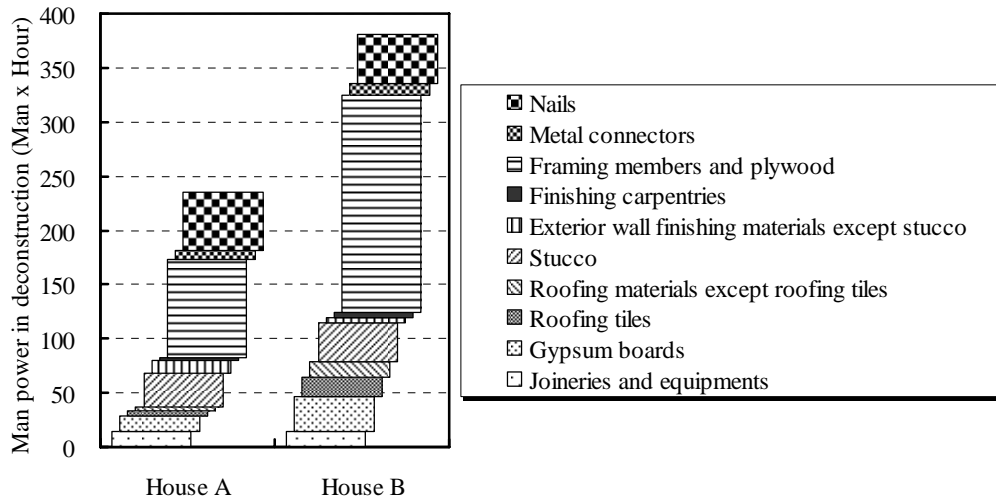 Man power in deconstruction (Man x Hour)
400
350
300
250
200
150
100
50
0
House A
House B
Nails
Metal connectors
Framing members and plywood
Finishing carpentries
Exterior wall finishing materials except stucco
Stucco
Roofing materials except roofing tiles
Roofing tiles
Gypsum boards
Joineries and equipments